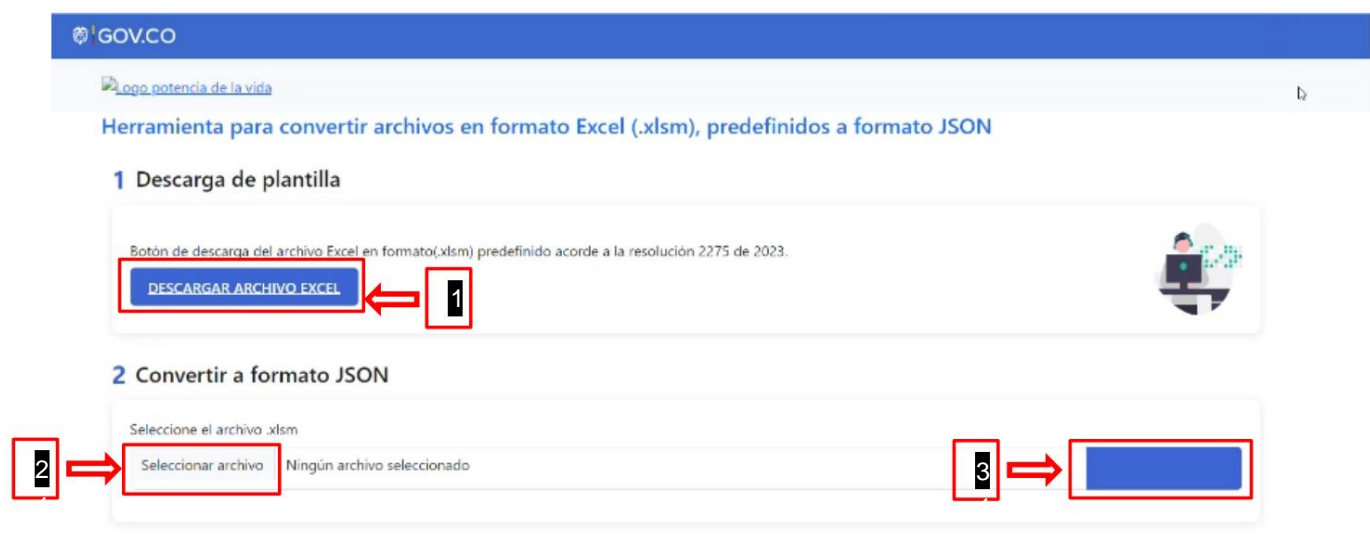 GOV.CO
Logo potencia de la vida
Herramienta para convertir archivos en formato Excel (.xlsm), predefinidos a formato JSON
1 Descarga de plantilla
Botón de descarga del archivo Excel en formato(.xlsm) predefinido acorde a la resolución 2275 de 2023.
DESCARGAR ARCHIVO EXCEL
1
2 Convertir a formato JSON
Seleccione el archivo .xlsm
2
Seleccionar archivo
Ningún archivo seleccionado
3